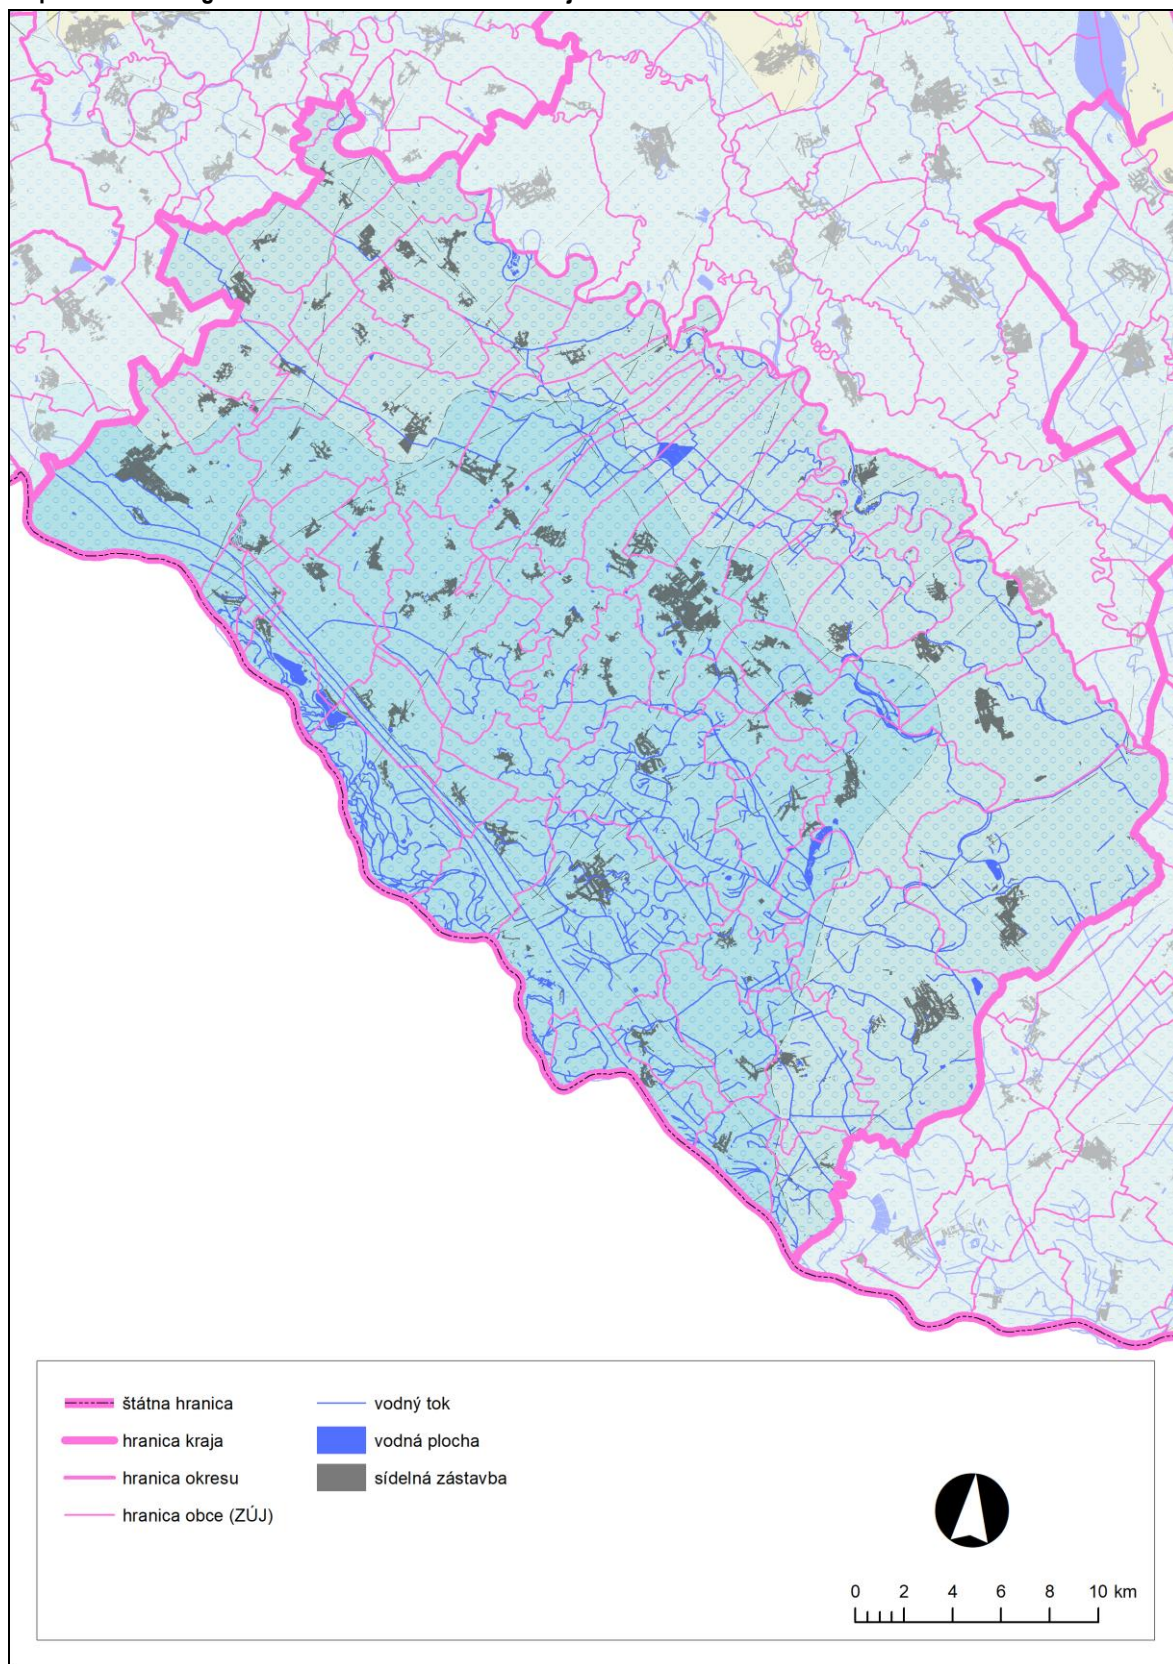 štátna hranica
hranica kraja
hranica okresu
hranica obce (ZÚJ)
vodný tok
vodná plocha
sídelná zástavba
0 2 4 6 8 10 km